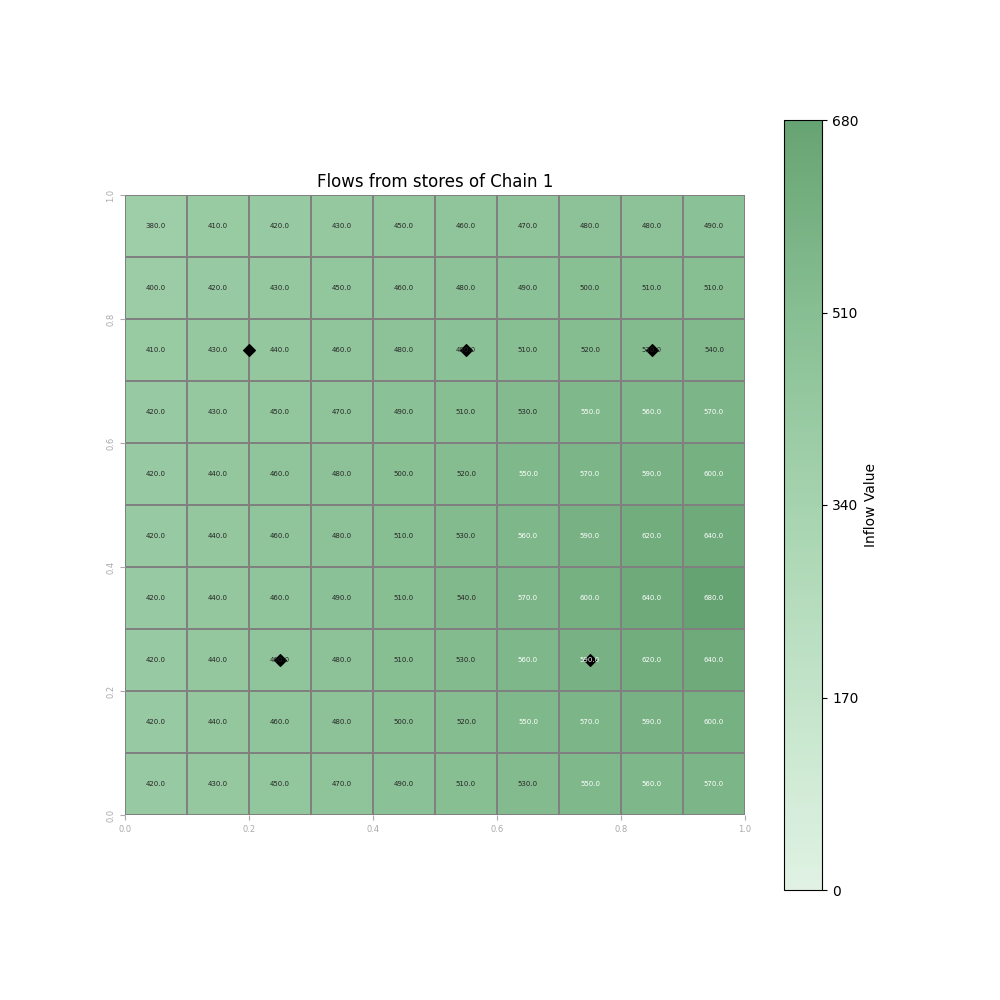 Flows from stores of Chain 1
1.0
380.0 410.0 420.0 430.0 450.0 460.0 470.0 480.0 480.0 490.0
400.0 420.0 430.0 450.0 460.0 480.0 490.0 500.0 510.0 510.0
0.8
410.0 430.0 440.0 460.0 480.0 510.0 520.0 540.0
420.0 430.0 450.0 470.0 490.0 510.0 530.0 550.0 560.0 570.0
0.6
420.0 440.0 460.0 480.0 500.0 520.0 550.0 570.0 590.0 600.0
420.0 440.0 460.0 480.0 510.0 530.0 560.0 590.0 620.0 640.0
0.4
420.0 440.0 460.0 490.0 510.0 540.0 570.0 600.0 640.0 680.0
420.0 440.0 480.0 510.0 530.0 560.0 590.0 620.0 640.0
0.2
420.0 440.0 460.0 480.0 500.0 520.0 550.0 570.0 590.0 600.0
420.0 430.0 450.0 470.0 490.0 510.0 530.0 550.0 560.0 570.0
0.0
0.0 0.2 0.4 0.6 0.8 1.0
680
510
340
170
0
Inflow Value